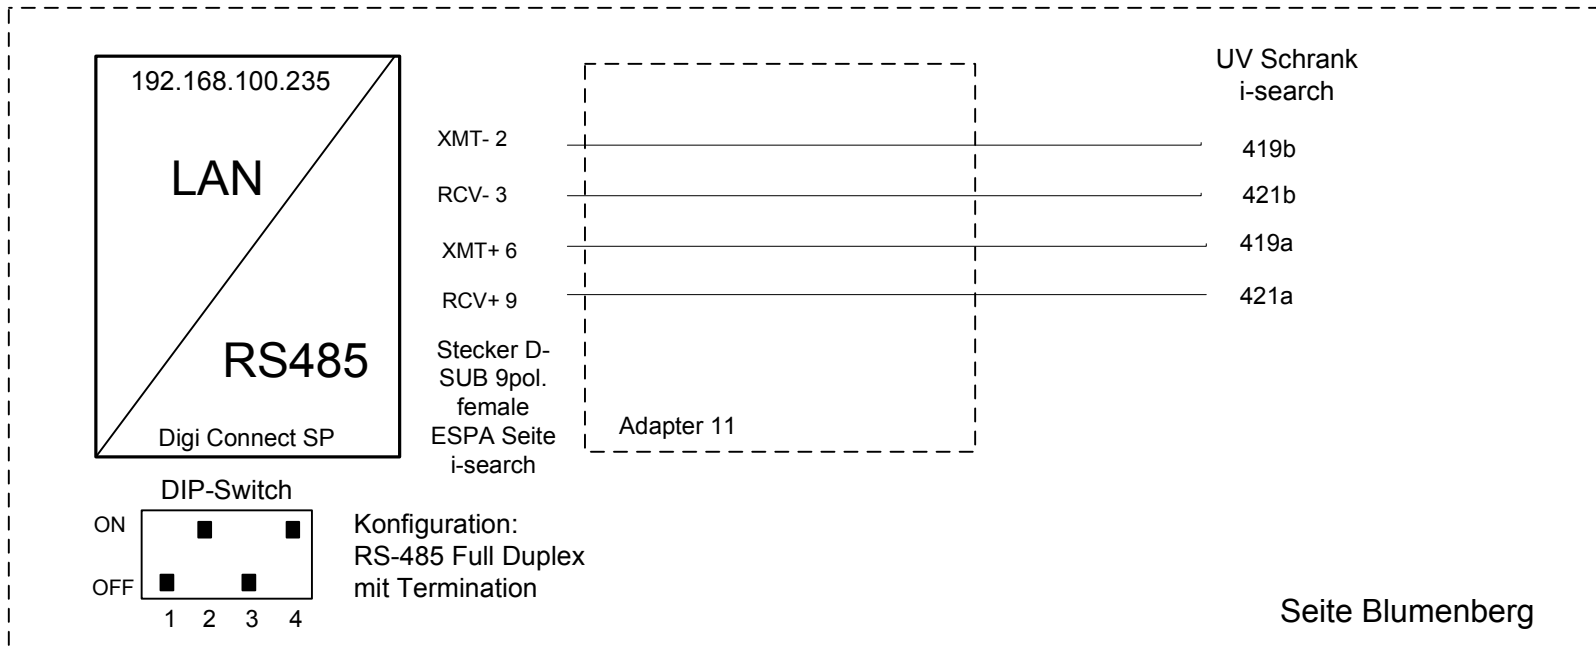 192.168.100.235
LAN
RS485
Digi Connect SP
XMT- 2
RCV- 3
XMT+ 6
RCV+ 9
Stecker D-
SUB 9pol.
female
ESPA Seite
i-search
Adapter 11
UV Schrank
i-search
419b
421b
419a
421a
DIP-Switch
ON
OFF
1 2 3 4
Konfiguration:
RS-485 Full Duplex
mit Termination
Seite Blumenberg